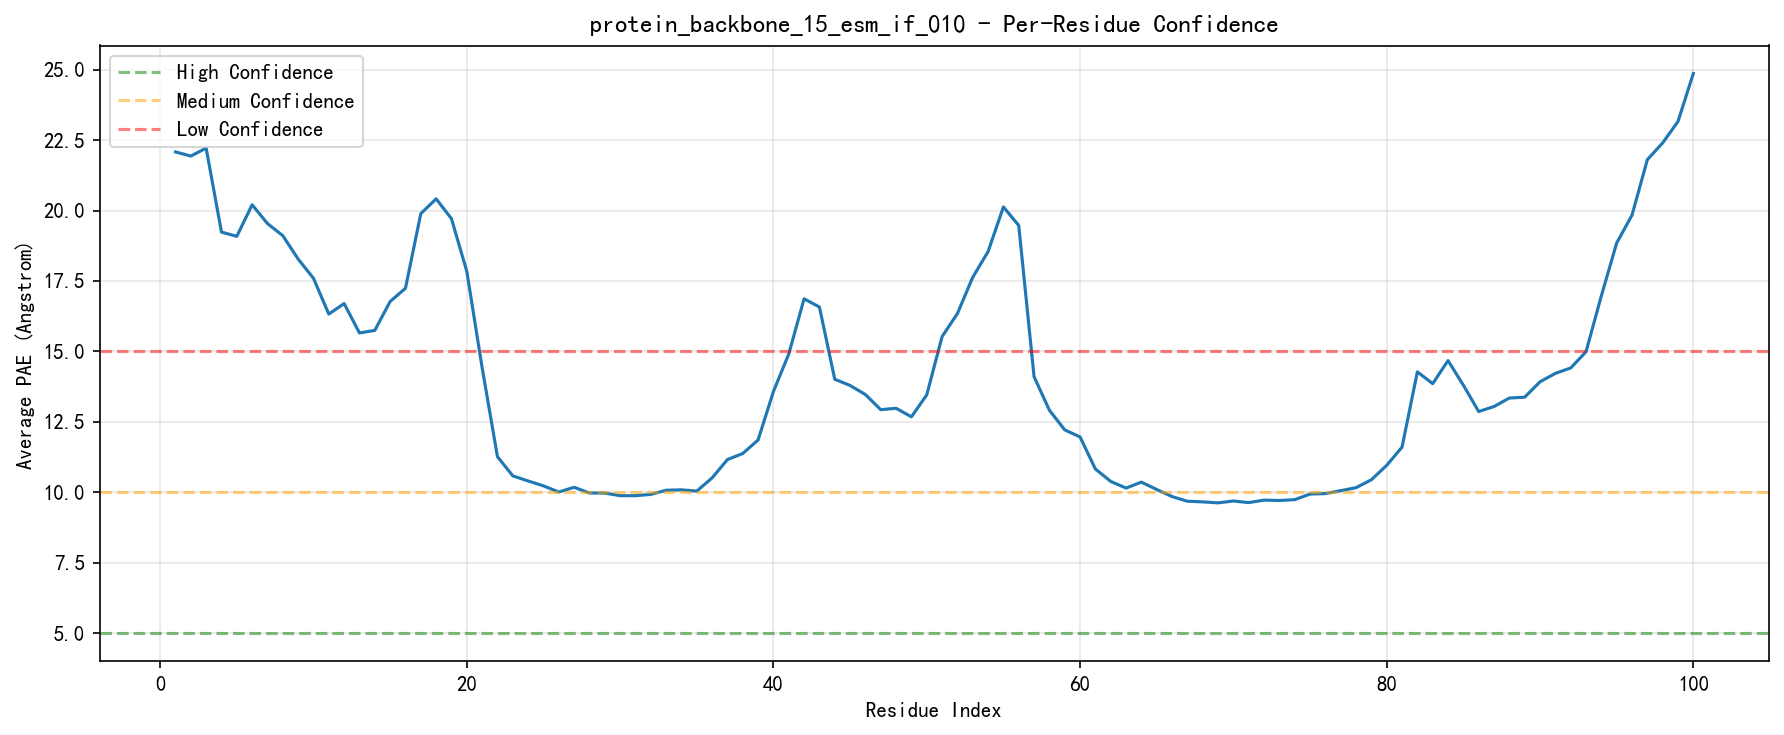 protein_backbone_15_esm_if_010 - Per-Residue Confidence
High Confidence
Medium Confidence
Low Confidence
25.0
22.5
20.0
17.5
15.0
12.5
10.0
7.5
5.0
Average PAE (Angstrom)
0 20 40 60 80 100
Residue Index